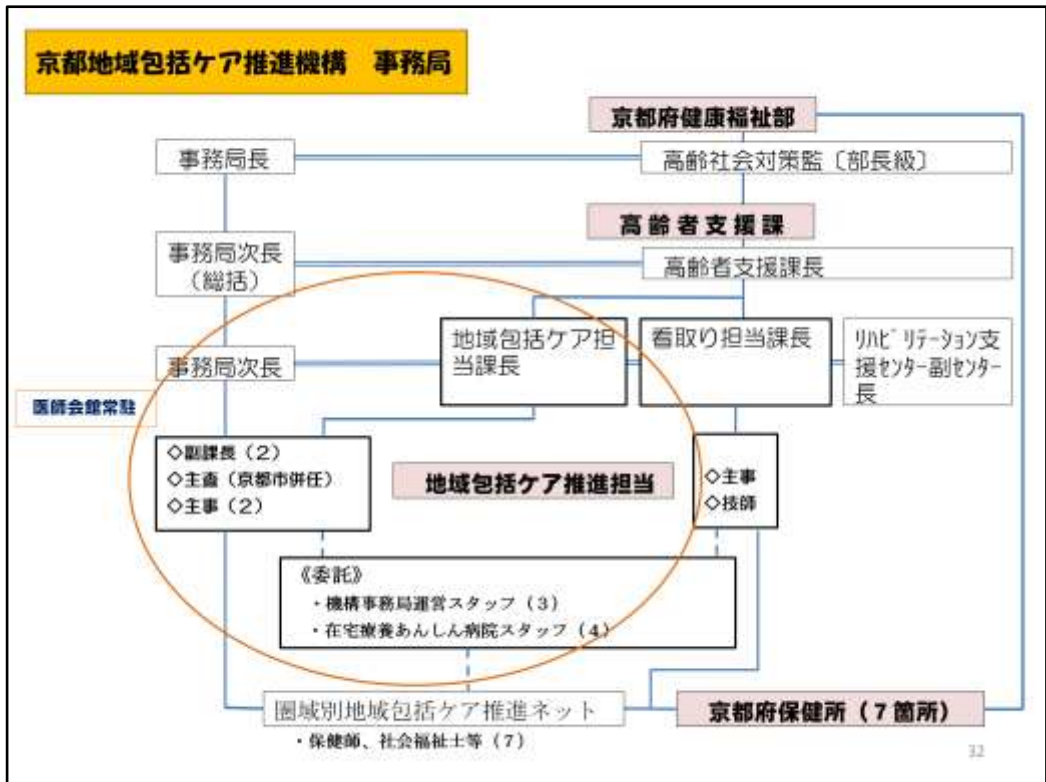 京都地域包括ケア推進機構　事務局
京都府健康福祉部
事務局長
高齢社会対策監〔部長級〕
高齢者支援課
事務局次長
（総括）
高齢者支援課長
事務局次長
地域包括ケア担
当課長
看取り担当課長
ﾘﾊﾋﾞﾘﾃｰｼｮﾝ支
援ｾﾝﾀｰ副ｾﾝﾀｰ
長
医師会館常駐
◇副課長（２）
◇主査（京都市併任）
◇主事（２）
地域包括ケア推進担当
◇主事
◇技師
《委託》
・機構事務局運営スタッフ（３）
・在宅療養あんしん病院スタッフ（４）
圏域別地域包括ケア推進ネット
・保健師、社会福祉士等（７）
京都府保健所（７箇所）
32